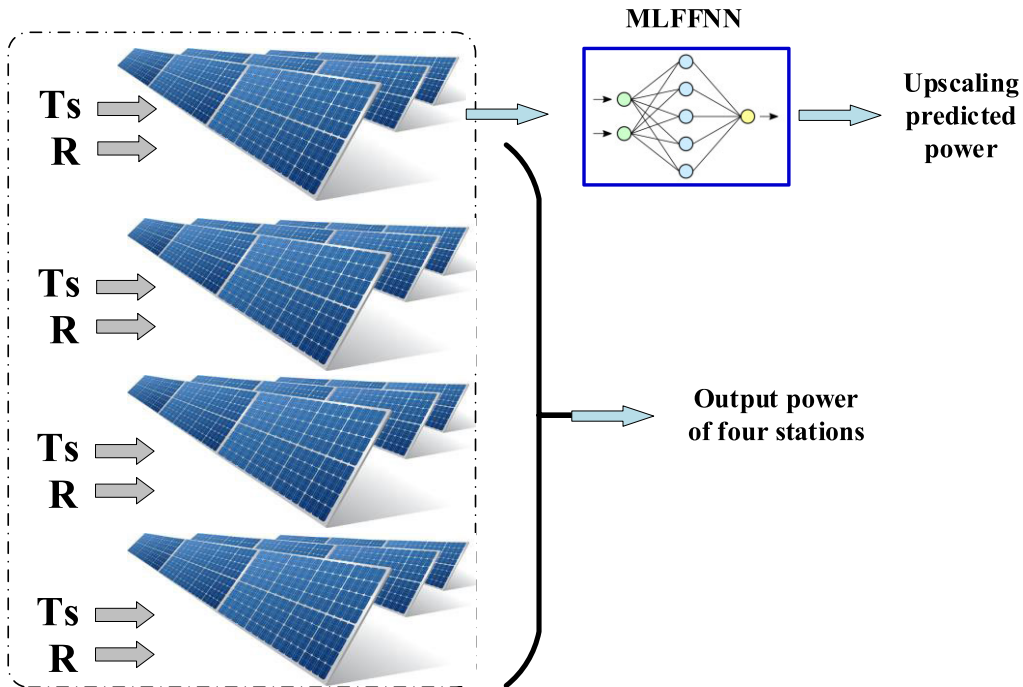 MLFFNN
Ts
R
Upscaling
predicted
power
Ts
R
Output power
of four stations
Ts
R
Ts
R